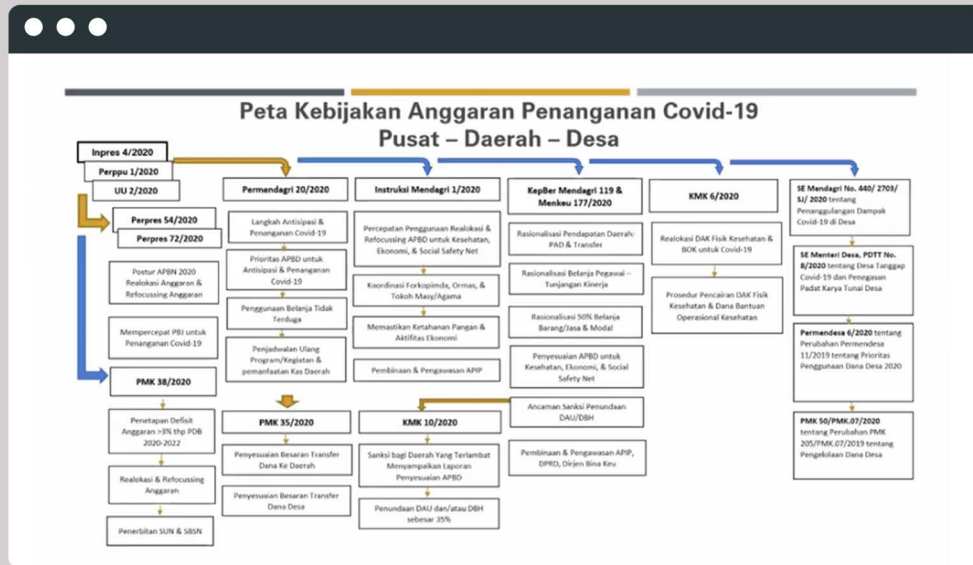 Peta Kebijakan Anggaran Penanganan Covid-19
Pusat – Daerah – Desa
Inpres 4/2020
Perppu 1/2020
UU 2/2020
Perpres 54/2020
Perpres 72/2020
Postur APBN 2020
Realokasi Anggaran &
Refocussing Anggaran
Mempercepat PBJ untuk
Penanganan Covid-19
PMK 38/2020
Penetapan Defisit
Anggaran >3% thp PDB
2020-2022
Realokasi & Refocussing
Anggaran
Penerbitan SUN & SBSN
Permendagri 20/2020
Langkah Antisipasi &
Penanganan Covid-19
Prioritas APBD untuk
Antisipasi & Penanganan
Covid-19
Penggunaan Belanja Tidak
Terduga
Penjadwalan Ulang
Program/Kegiatan &
pemanfaatan Kas Daerah
PMK 35/2020
Penyesuaian Besaran Transfer
Dana Ke Daerah
Penyesuaian Besaran Transfer
Dana Desa
Instruksi Mendagri 1/2020
Percepatan Penggunaan Realokasi &
Refocussing APBD untuk Kesehatan,
Ekonomi, & Social Safety Net
Koordinasi Forkopimda, Ormas, &
Tokoh Masy/Agama
Memastikan Ketahanan Pangan &
Aktifitas Ekonomi
Pembinaan & Pengawasan APIP
KMK 10/2020
Sanksi bagi Daerah Yang Terlambat
Menyampaikan Laporan
Penyesuaian APBD
Penundaan DAU dan/atau DBH
sebesar 35%
KepBer Mendagri 119 &
Menkeu 177/2020
Rasionalisasi Pendapatan Daerah:
PAD & Transfer
Rasionalisasi Belanja Pegawai –
Tunjangan Kinerja
Rasionalisasi 50% Belanja
Barang/Jasa & Modal
Penyesuaian APBD untuk
Kesehatan, Ekonomi, & Social
Safety Net
Ancaman Sanksi Penundaan
DAU/DBH
Pembinaan & Pengawasan APIP,
DPRD, Dirjen Bina Keu
KMK 6/2020
Realokasi DAK Fisik Kesehatan &
BOK untuk Covid-19
Prosedur Pencairan DAK Fisik
Kesehatan & Dana Bantuan
Operasional Kesehatan
SE Mendagri No. 440/ 2703/
SJ/ 2020 tentang
Penanggulangan Dampak
Covid-19 di Desa
SE Menteri Desa, PDTT No.
8/2020 tentang Desa Tanggap
Covid-19 dan Penegasan
Padat Karya Tunai Desa
Permendesa 6/2020 tentang
Perubahan Permendesa
11/2019 tentang Prioritas
Penggunaan Dana Desa 2020
PMK 50/PMK.07/2020
tentang Perubahan PMK
205/PMK.07/2019 tentang
Pengelolaan Dana Desa